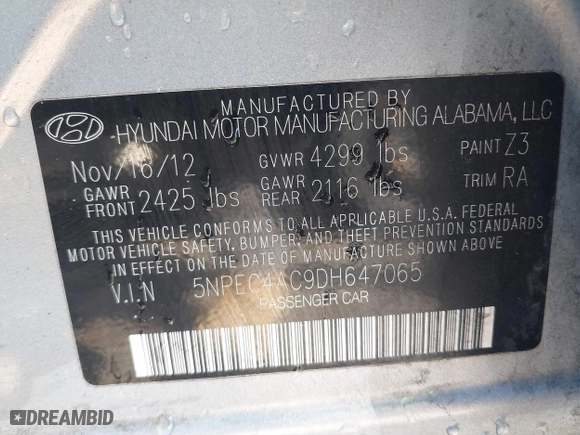 MANUFACTURED BY
HYUNDAI MOTOR MANUFACTURING ALABAMA, LLC
Nov/16/12 GVWR 4299 lbs PAINT Z3
GAWR FRONT 2425 lbs GAWR REAR 2116 lbs TRIM RA
THIS VEHICLE CONFORMS TO ALL APPLICABLE U.S.A. FEDERAL
MOTOR VEHICLE SAFETY, BUMPER, AND THEFT PREVENTION STANDARDS
IN EFFECT ON THE DATE OF MANUFACTURE SHOWN ABOVE.
V.I.N 5NPEC4AC9DH647065
PASSENGER CAR
DREAMBID